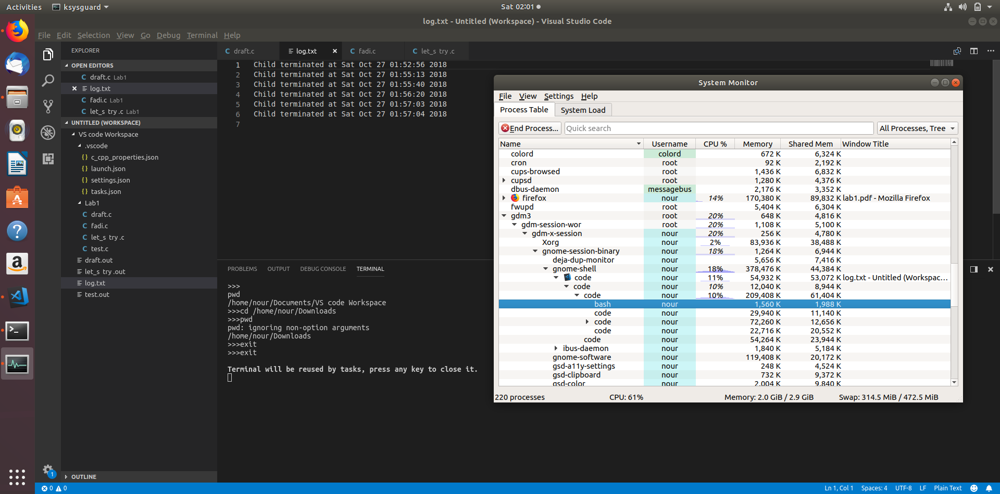 Activities ksysguard Sat 02:01
log.txt - Untitled (Workspace) - Visual Studio Code
File Edit Selection View Go Debug Terminal Help
EXPLORER
OPEN EDITORS
draft.c Lab1
log.txt
fadi.c Lab1
let_s try .c Lab1
UNTITLED (WORKSPACE)
VS code Workspace
.vscode
{} c_cpp_properties.json
{} launch.json
{} settings.json
{} tasks.json
Lab1
C draft.c
C fadi.c
C let_s try .c
C test.c
draft.out
let_s try .out
log.txt
test.out
OUTLINE
C draft.c log.txt C fadi.c C let_s try .c
1 Child terminated at Sat Oct 27 01:52:56 2018
2 Child terminated at Sat Oct 27 01:55:13 2018
3 Child terminated at Sat Oct 27 01:55:40 2018
4 Child terminated at Sat Oct 27 01:56:20 2018
5 Child terminated at Sat Oct 27 01:57:03 2018
6 Child terminated at Sat Oct 27 01:57:04 2018
7
PROBLEMS OUTPUT DEBUG CONSOLE TERMINAL
>>>
pwd
/home/nour/Documents/VS code Workspace
>>>cd /home/nour/Downloads
>>>pwd
pwd: ignoring non-option arguments
/home/nour/Downloads
>>>exit
>>>exit
Terminal will be reused by tasks, press any key to close it.
System Monitor
File View Settings Help
Process Table System Load
End Process... Quick search All Processes, Tree
Name Username CPU % Memory Shared Mem Window Title
colord colord 672 K 6,324 K
cron root 92 K 2,192 K
cups-browsed root 1,436 K 6,832 K
cupsd root 1,280 K 4,376 K
dbus-daemon messagebus 2,176 K 3,352 K
firefox nour 14% 170,380 K 89,832 K lab1.pdf - Mozilla Firefox
fwupd root 5,404 K 6,304 K
gdm3 root 20% 648 K 4,816 K
gdm-session-wor root 20% 1,108 K 5,100 K
gdm-x-session nour 20% 256 K 4,780 K
Xorg nour 2% 83,936 K 38,488 K
gnome-session-binary nour 18% 1,264 K 6,944 K
deja-dup-monitor nour 5,656 K 7,416 K
gnome-shell nour 18% 378,476 K 44,384 K
code nour 11% 54,932 K 53,072 K log.txt - Untitled (Workspac...
code nour 10% 12,040 K 8,944 K
code nour 10% 209,408 K 61,404 K
bash nour 1,560 K 1,988 K
code nour 29,940 K 11,140 K
code nour 72,260 K 12,656 K
code nour 22,716 K 20,552 K
code nour 54,264 K 23,944 K
ibus-daemon nour 1,840 K 5,184 K
gnome-software nour 119,408 K 20,172 K
gsd-a11y-settings nour 248 K 4,524 K
gsd-clipboard nour 732 K 9,372 K
gsd-color nour 2,004 K 9,840 K
220 processes CPU: 61% Memory: 2.0 GiB / 2.9 GiB Swap: 314.5 MiB / 472.5 MiB
1
0 0 Ln 1, Col 1 Spaces: 4 UTF-8 LF Plain Text